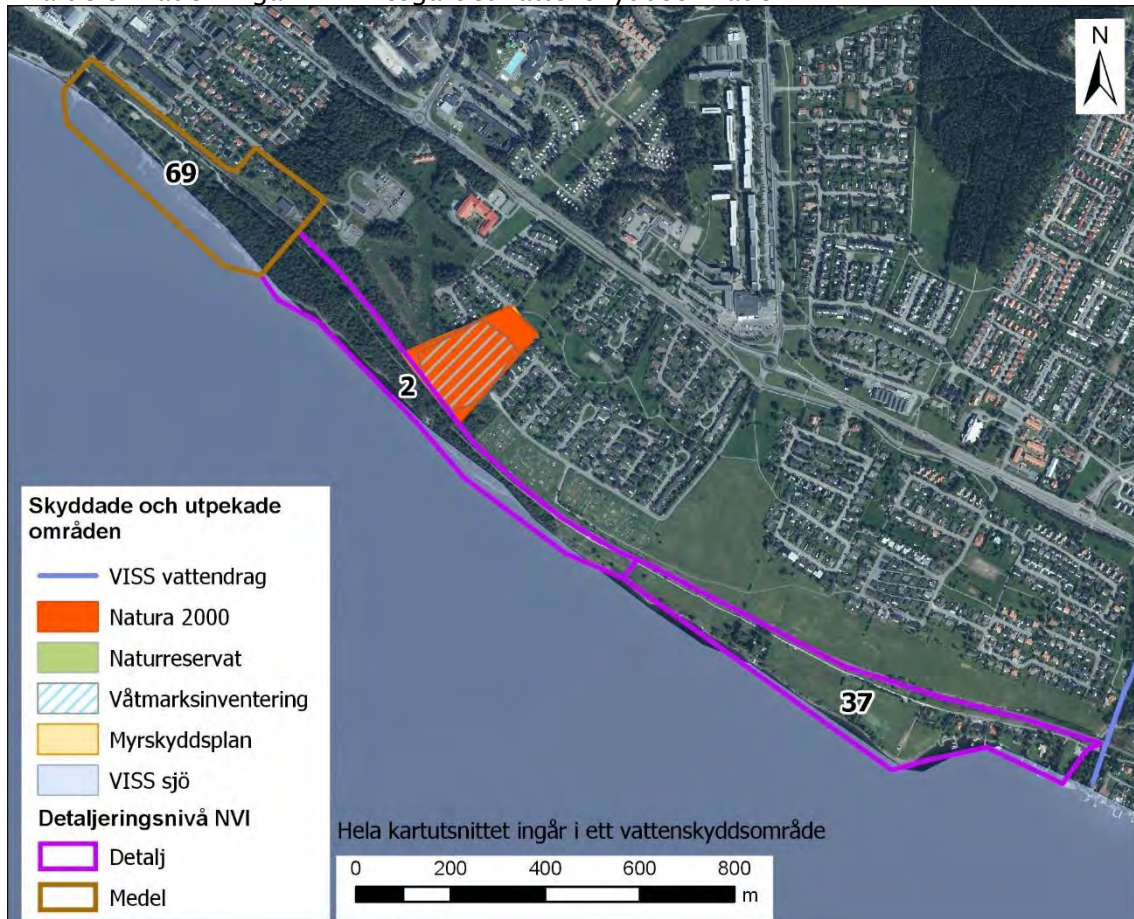 N
69
2
37
Skyddade och utpekade
områden
VISS vattendrag
Natura 2000
Naturreservat
Våtmarksinventering
Myrskyddsplan
VISS sjö
Detaljeringsnivå NVI
Detalj
Medel
Hela kartutsnittet ingår i ett vattenskyddsområde
0 200 400 600 800
m